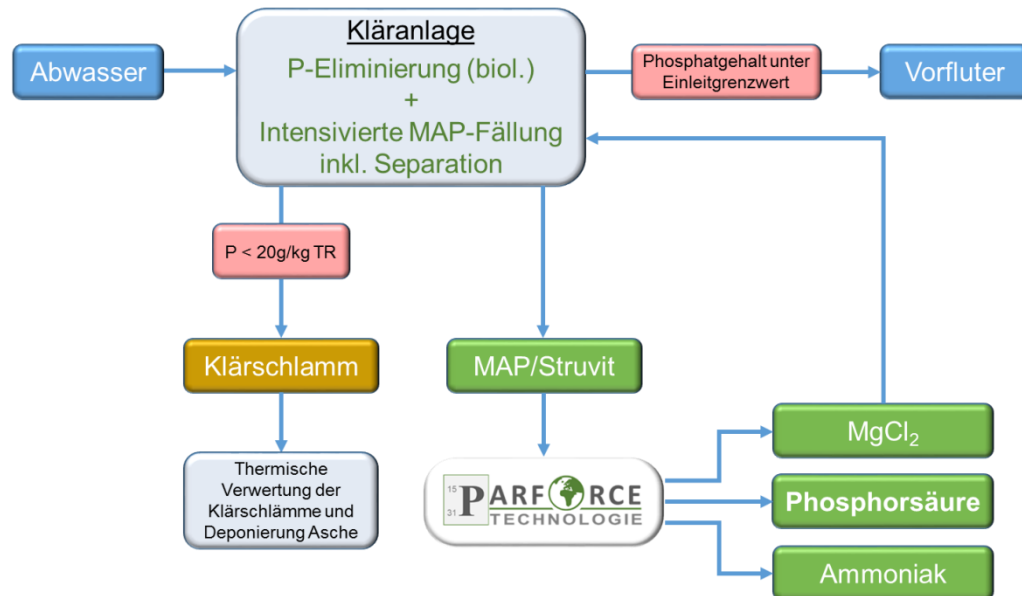 Kläranlage
P-Eliminierung (biol.)
+
Intensivierte MAP-Fällung
inkl. Separation
Abwasser
Phosphatgehalt unter
Einleitgrenzwert
Vorfluter
P < 20g/kg TR
Klärschlamm
MAP/Struvit
Thermische
Verwertung der
Klärschlämme und
Deponierung Asche
15
31
PARFORCE
TECHNOLOGIE
MgCl₂
Phosphorsäure
Ammoniak